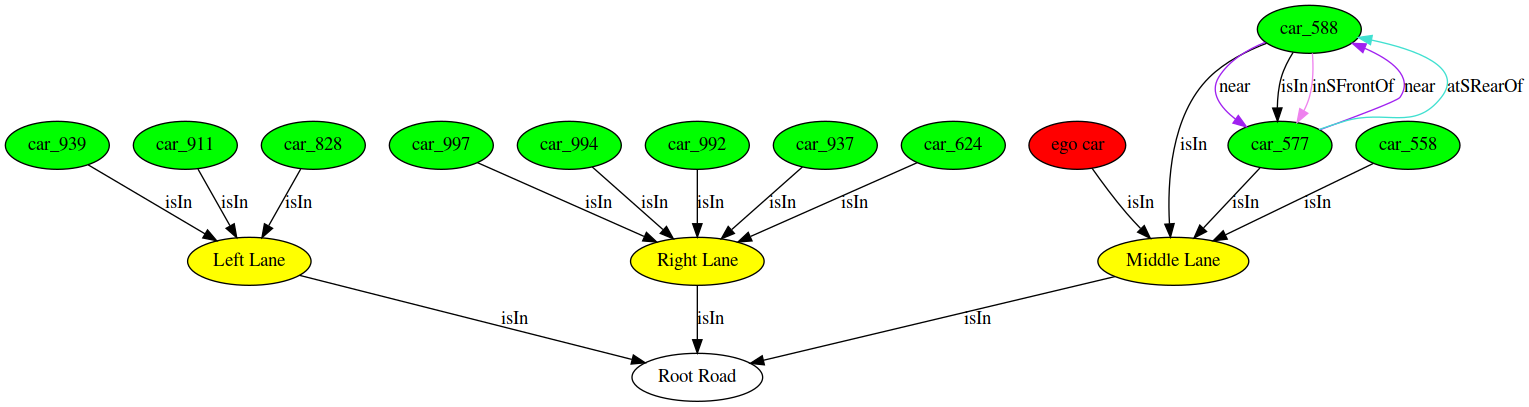 car_588
near
isIn
inSFrontOf
near
atSRearOf
car_939
car_911
car_828
car_997
car_994
car_992
car_937
car_624
ego car
isIn
car_577
car_558
isIn
isIn
isIn
isIn
isIn
isIn
isIn
isIn
isIn
isIn
isIn
Left Lane
Right Lane
Middle Lane
isIn
isIn
isIn
Root Road